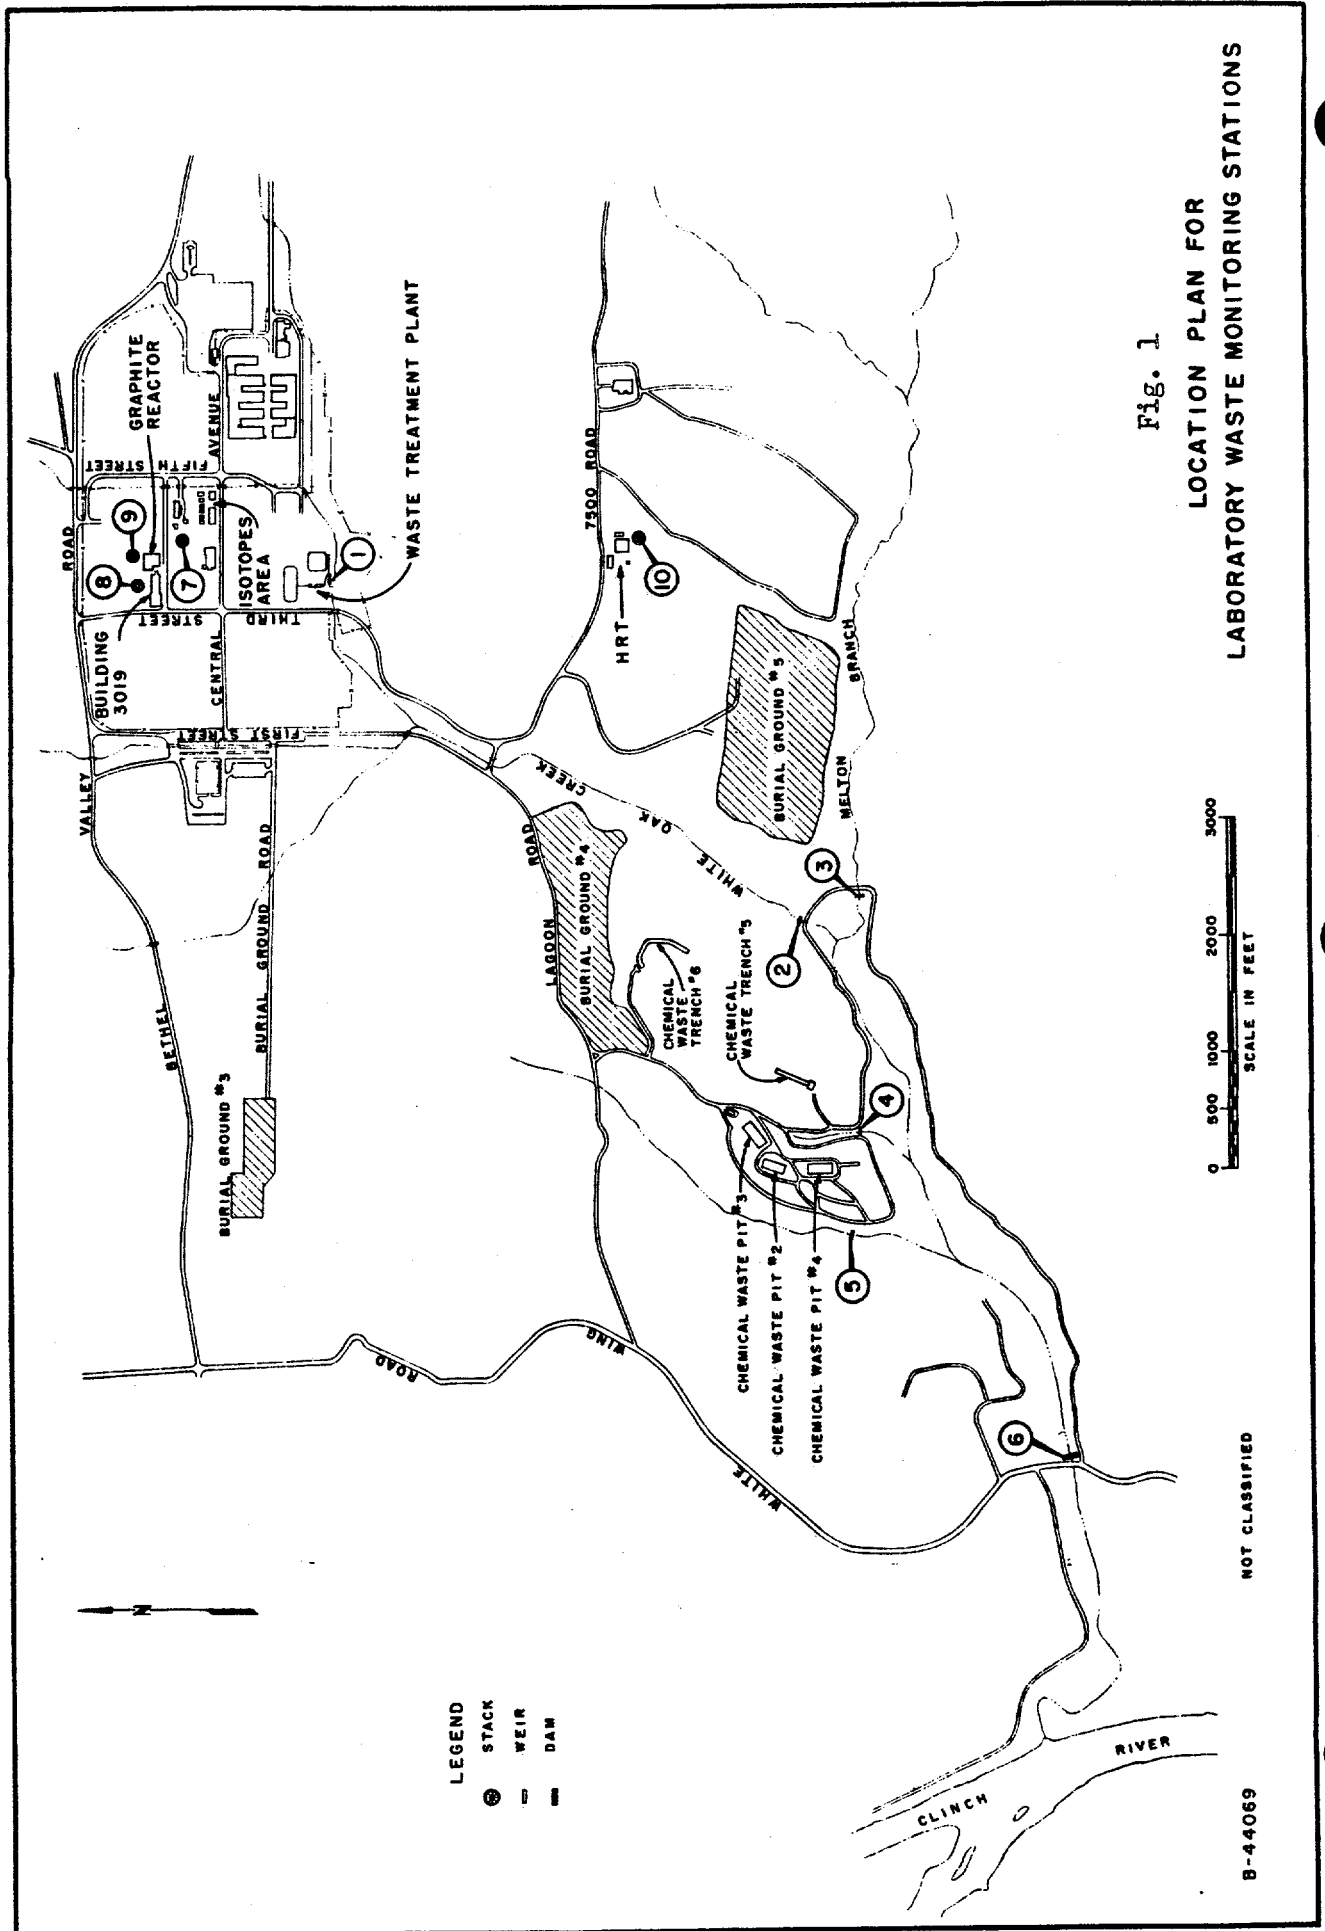 ROAD
VALLEY
BETHEL
8
9
7
GRAPHITE
REACTOR
FIFTH STREET
AVENUE
CENTRAL
THIRD
STREET
FIRST STREET
BUILDING
3019
ISOTOPES
AREA
1
WASTE TREATMENT PLANT
BURIAL GROUND ROAD
BURIAL GROUND #3
7500 ROAD
HRT
10
LAGOON
ROAD
BURIAL GROUND #4
WHITE
OAK
CREEK
BURIAL GROUND #5
MELTON
BRANCH
3
2
CHEMICAL
WASTE
TRENCH #6
CHEMICAL
WASTE TRENCH #5
4
CHEMICAL WASTE PIT #3
CHEMICAL WASTE PIT #2
CHEMICAL WASTE PIT #4
5
WHITE
WING
ROAD
6
N
LEGEND
STACK
WEIR
DAM
CLINCH
RIVER
0 500 1000 2000 3000
SCALE IN FEET
Fig. 1
LOCATION PLAN FOR
LABORATORY WASTE MONITORING STATIONS
NOT CLASSIFIED
B-44069